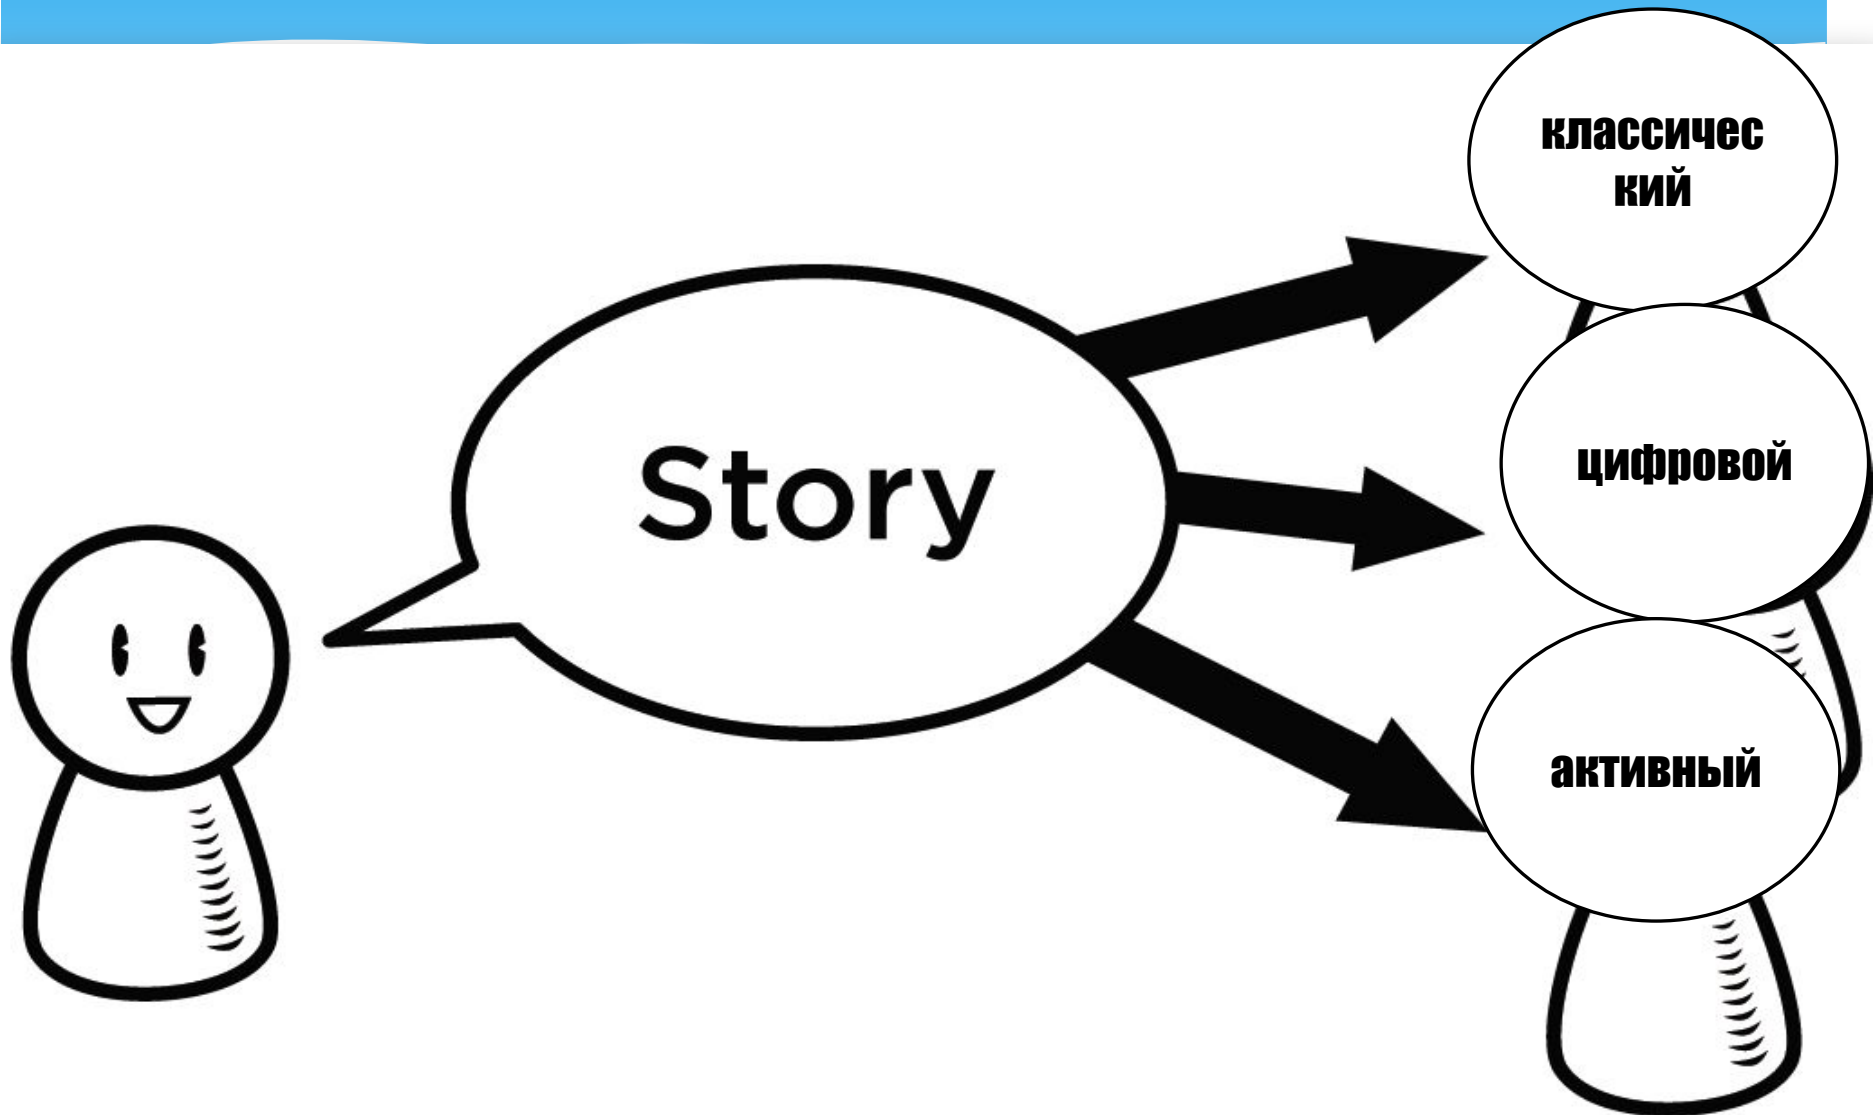 классичес
кий
Story
цифровой
активный